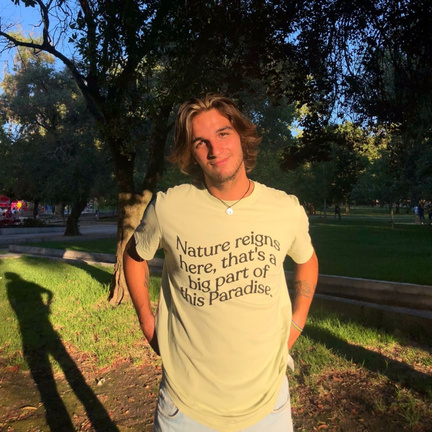 Nature reigns
here, that's a
big part of
this Paradise.